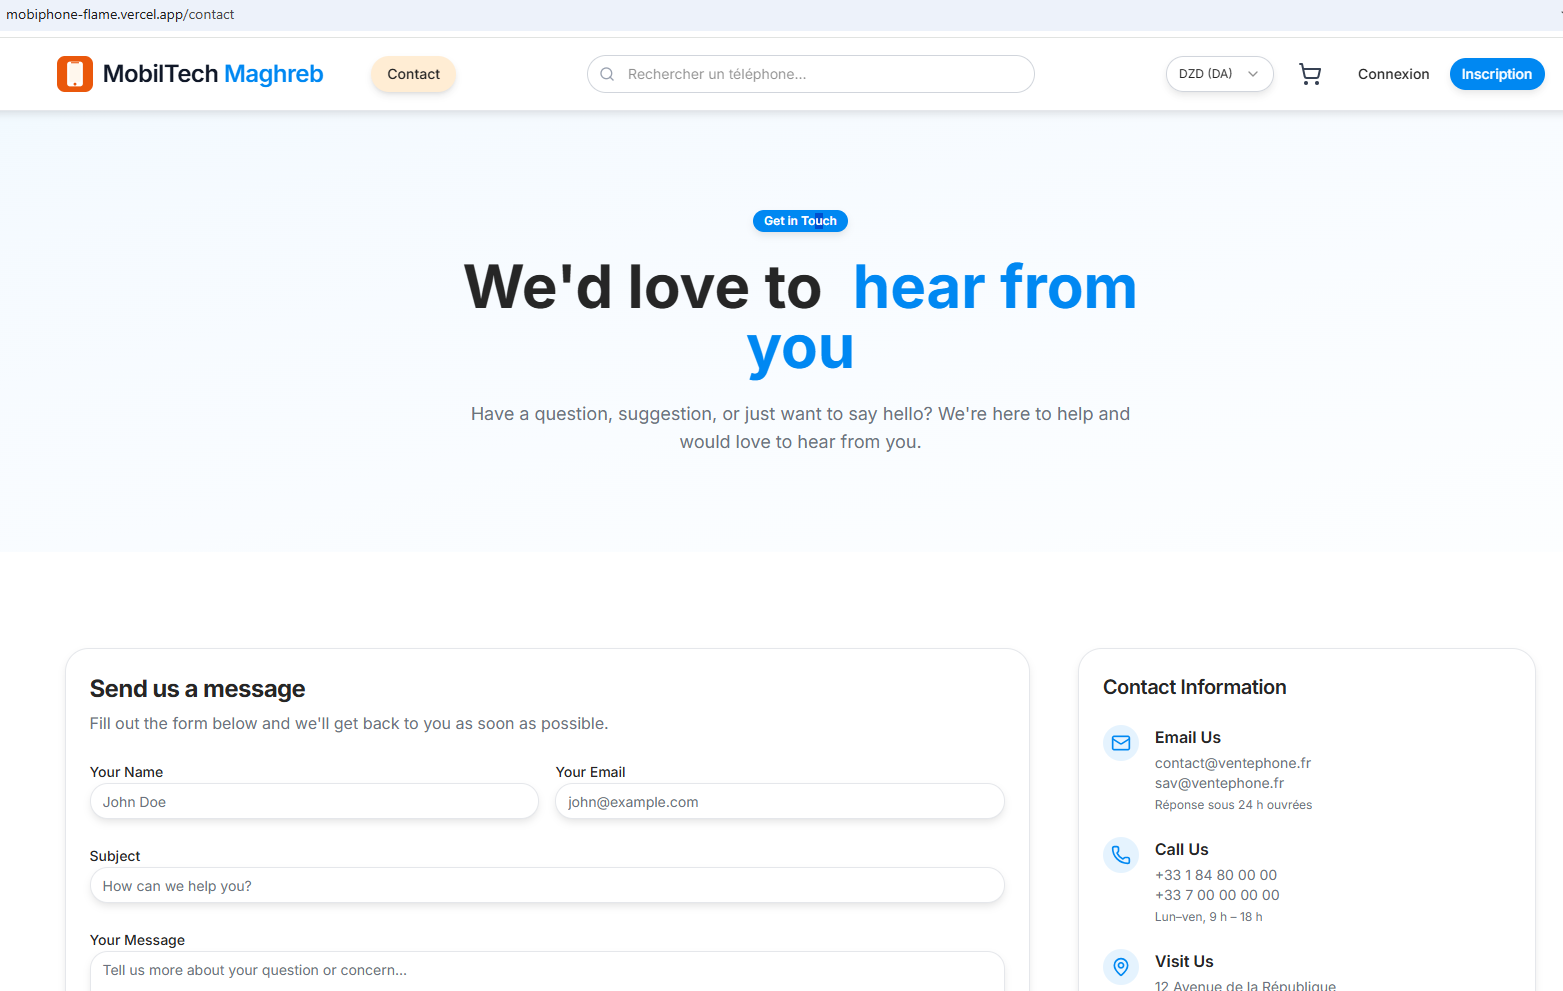 mobiphone-flame.vercel.app/contact
MobilTech Maghreb
Contact
Rechercher un téléphone...
DZD (DA)
Connexion
Inscription
Get in Touch
We'd love to hear from
you
Have a question, suggestion, or just want to say hello? We're here to help and
would love to hear from you.
Send us a message
Fill out the form below and we'll get back to you as soon as possible.
Your Name
Your Email
John Doe
john@example.com
Subject
How can we help you?
Your Message
Tell us more about your question or concern...
Contact Information
Email Us
contact@ventephone.fr
sav@ventephone.fr
Réponse sous 24 h ouvrées
Call Us
+33 1 84 80 00 00
+33 7 00 00 00 00
Lun–ven, 9 h – 18 h
Visit Us
12 Avenue de la République